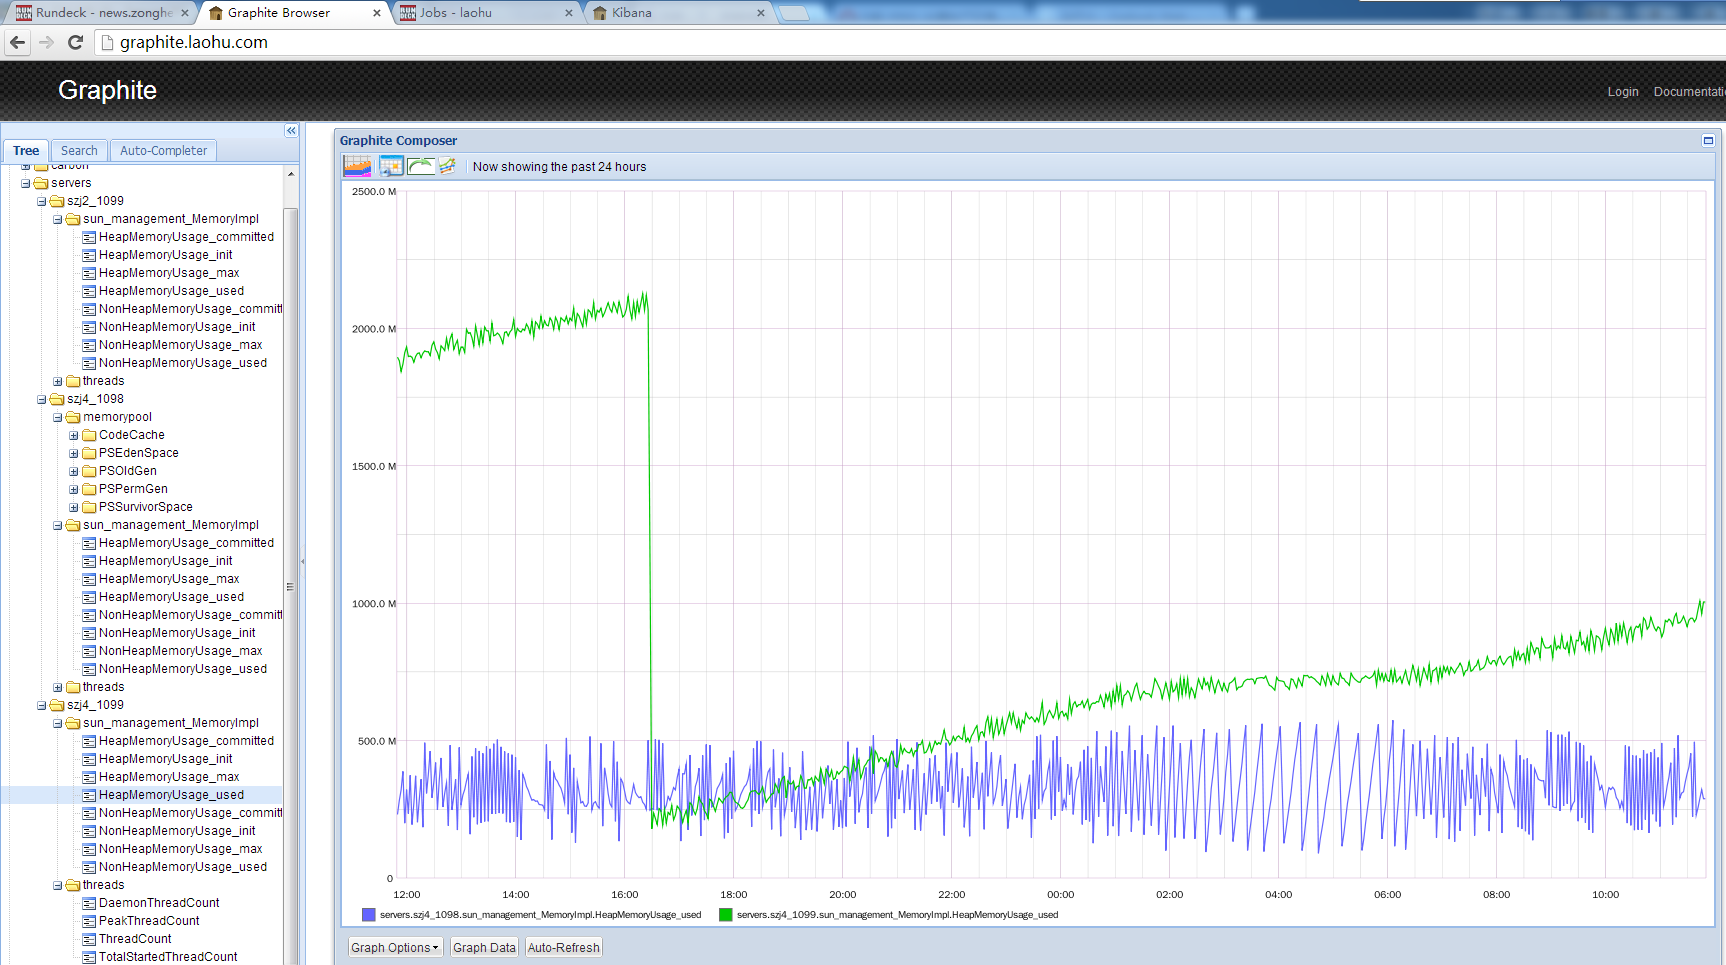 Rundeck - news.zonghe
Graphite Browser
Jobs - laohu
Kibana
graphite.laohu.com
Graphite
Login
Documentati
Tree
Search
Auto-Completer
carbon
servers
szj2_1099
sun_management_MemoryImpl
HeapMemoryUsage_committed
HeapMemoryUsage_init
HeapMemoryUsage_max
HeapMemoryUsage_used
NonHeapMemoryUsage_committ
NonHeapMemoryUsage_init
NonHeapMemoryUsage_max
NonHeapMemoryUsage_used
threads
szj4_1098
memorypool
CodeCache
PSEdenSpace
PSOldGen
PSPermGen
PSSurvivorSpace
sun_management_MemoryImpl
HeapMemoryUsage_committed
HeapMemoryUsage_init
HeapMemoryUsage_max
HeapMemoryUsage_used
NonHeapMemoryUsage_committ
NonHeapMemoryUsage_init
NonHeapMemoryUsage_max
NonHeapMemoryUsage_used
threads
szj4_1099
sun_management_MemoryImpl
HeapMemoryUsage_committed
HeapMemoryUsage_init
HeapMemoryUsage_max
HeapMemoryUsage_used
NonHeapMemoryUsage_committ
NonHeapMemoryUsage_init
NonHeapMemoryUsage_max
NonHeapMemoryUsage_used
threads
DaemonThreadCount
PeakThreadCount
ThreadCount
TotalStartedThreadCount
Graphite Composer
Now showing the past 24 hours
2500.0 M
2000.0 M
1500.0 M
1000.0 M
500.0 M
0
12:00 14:00 16:00 18:00 20:00 22:00 00:00 02:00 04:00 06:00 08:00 10:00
servers.szj4_1098.sun_management_MemoryImpl.HeapMemoryUsage_used servers.szj4_1099.sun_management_MemoryImpl.HeapMemoryUsage_used
Graph Options Graph Data Auto-Refresh